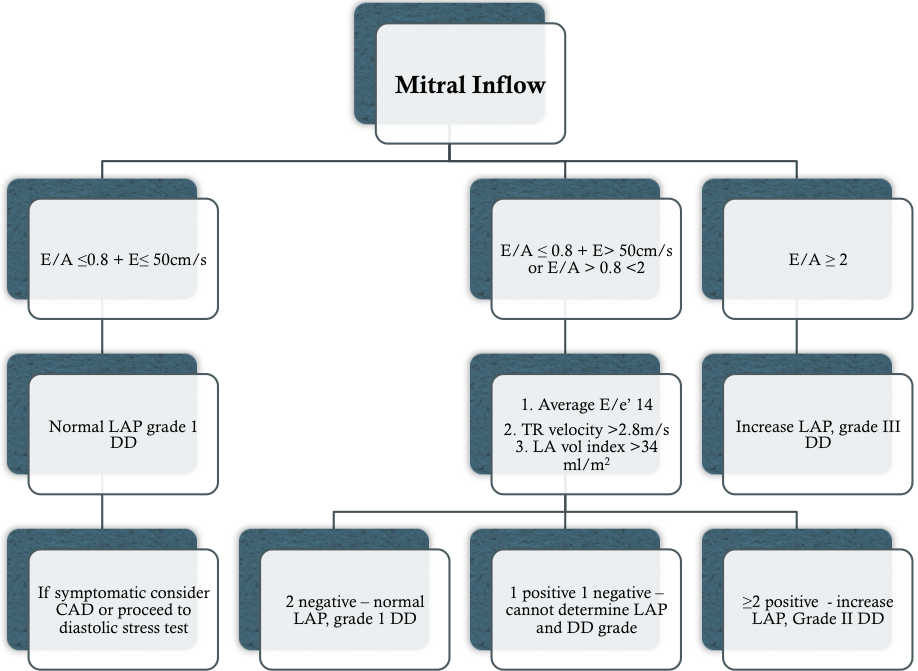 Mitral Inflow
E/A ≤0.8 + E≤ 50cm/s
E/A ≤ 0.8 + E> 50cm/s
or E/A > 0.8 <2
E/A ≥ 2
Normal LAP grade 1
DD
1. Average E/e’ 14
2. TR velocity >2.8m/s
3. LA vol index >34
ml/m²
Increase LAP, grade III
DD
If symptomatic consider
CAD or proceed to
diastolic stress test
2 negative – normal
LAP, grade 1 DD
1 positive 1 negative –
cannot determine LAP
and DD grade
≥2 positive - increase
LAP, Grade II DD